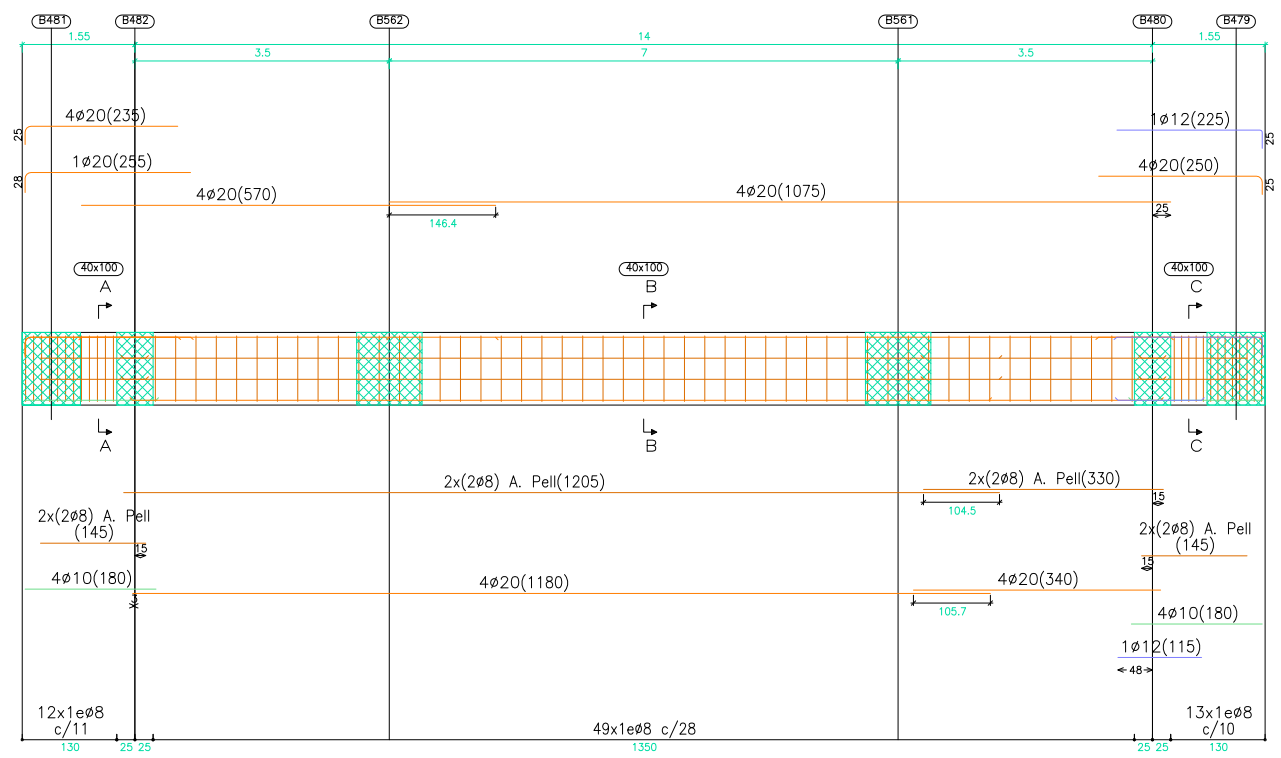 B481 B482 B562 B561 B480 B479
1.55 14 1.55
3.5 7 3.5
4ø20(235) 1ø12(225)
25 25
1ø20(255) 4ø20(250)
28 25
4ø20(570) 4ø20(1075)
146.4 25
40x100 40x100 40x100
A B C
A B C
2x(2ø8) A. Pell(1205) 2x(2ø8) A. Pell(330)
104.5 15
2x(2ø8) A. Pell
(145)
15
2x(2ø8) A. Pell
(145)
15
4ø10(180) 4ø20(1180) 4ø20(340)
105.7
4ø10(180)
1ø12(115)
48
12x1eø8
c/11
49x1eø8 c/28
13x1eø8
c/10
130 25 25 1350 25 25 130